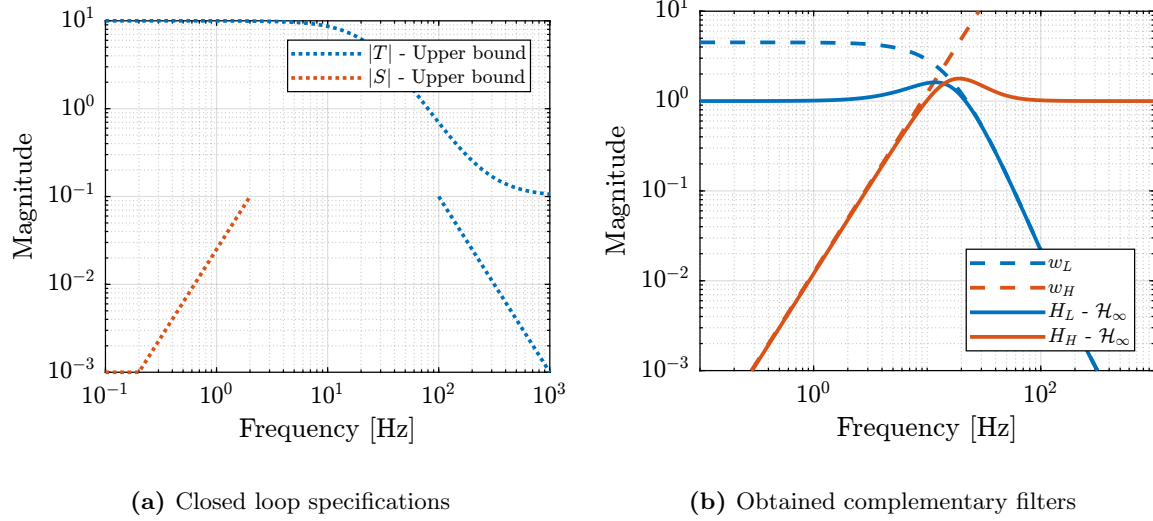 10^1
10^0
10^{-1}
10^{-2}
10^{-3}
Magnitude
|T| - Upper bound
|S| - Upper bound
10^{-1}
10^0
10^1
10^2
10^3
Frequency [Hz]
(a) Closed loop specifications
10^1
10^0
10^{-1}
10^{-2}
10^{-3}
Magnitude
w_L
w_H
H_L - \mathcal{H}_∞
H_H - \mathcal{H}_∞
10^0
10^2
Frequency [Hz]
(b) Obtained complementary filters